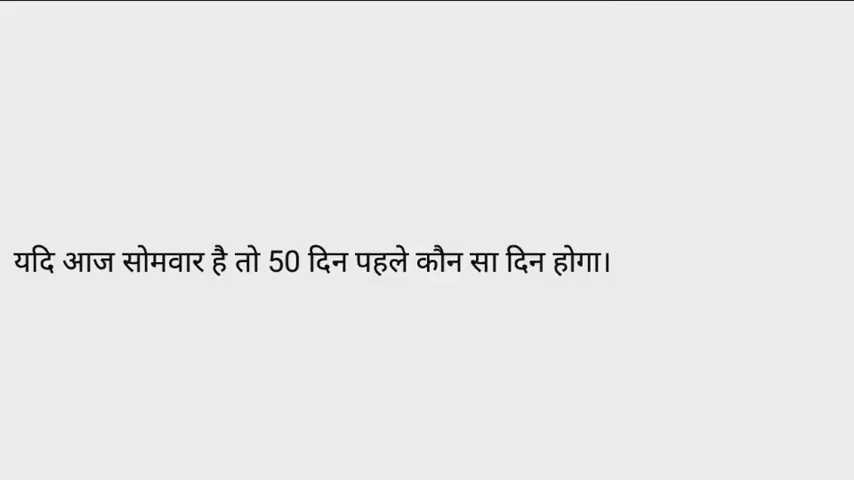 यदि आज सोमवार है तो 50 दिन पहले कौन सा दिन होगा।